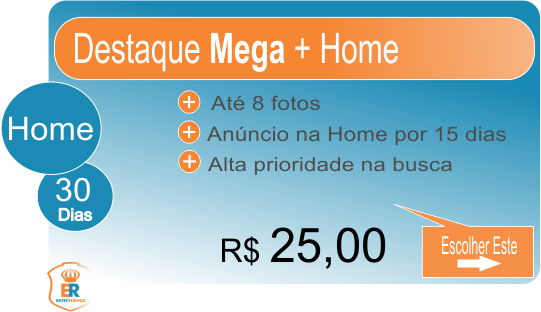 Destaque Mega + Home
Até 8 fotos
Home
Anúncio na Home por 15 dias
Alta prioridade na busca
30
Dias
R$ 25,00
Escolher Este
ER
seminovos